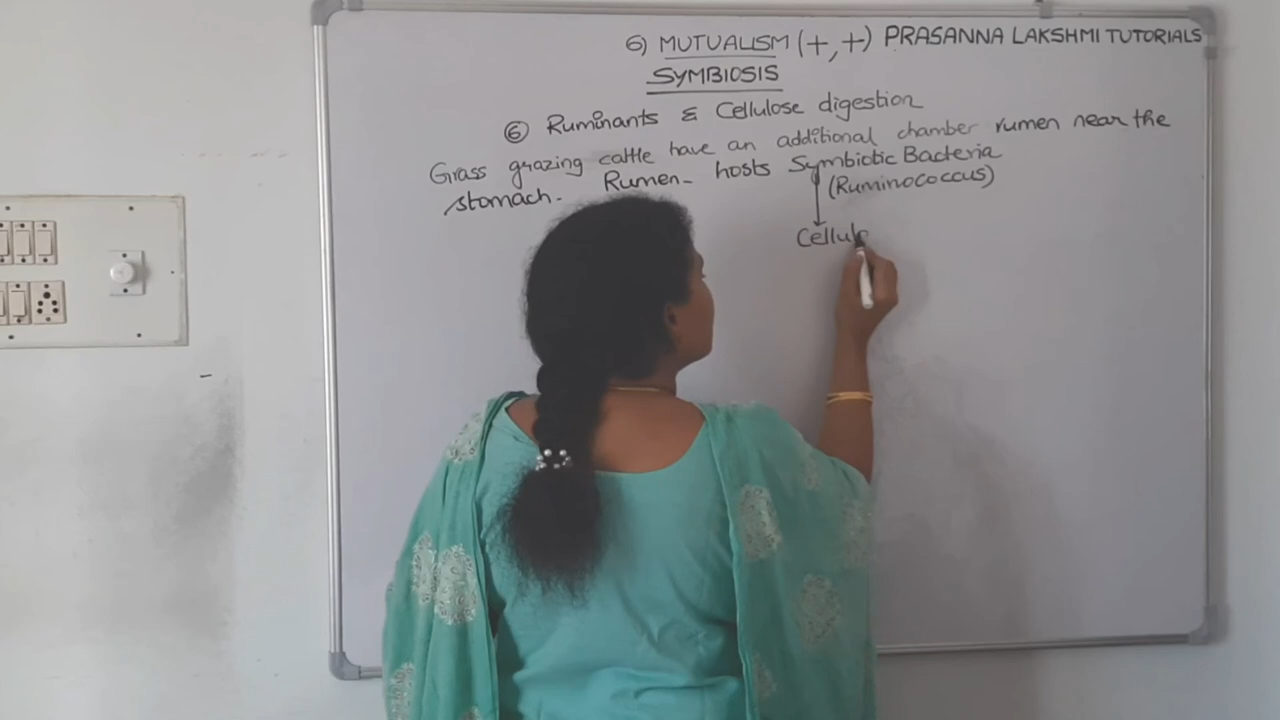 6) MUTUALISM (+,+) PRASANNA LAKSHMI TUTORIALS
SYMBIOSIS
⑥ Ruminants & Cellulose digestion
Grass grazing cattle have an additional chamber rumen near the
stomach. Rumen- hosts Symbiotic Bacteria
(Ruminococcus)
Cellulo